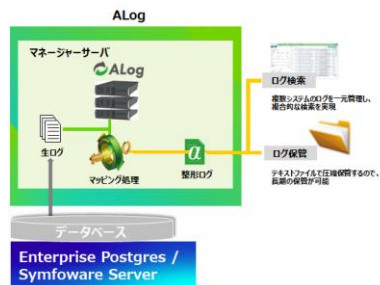 ALog
マネージャーサーバ
ALog
生ログ
マッピング処理
α
整形ログ
ログ検索
複数システムのログを一元管理し、
複合的な検索を実現
ログ保管
テキストファイルで圧縮保管するので、
長期の保管が可能
データベース
Enterprise Postgres /
Symfoware Server